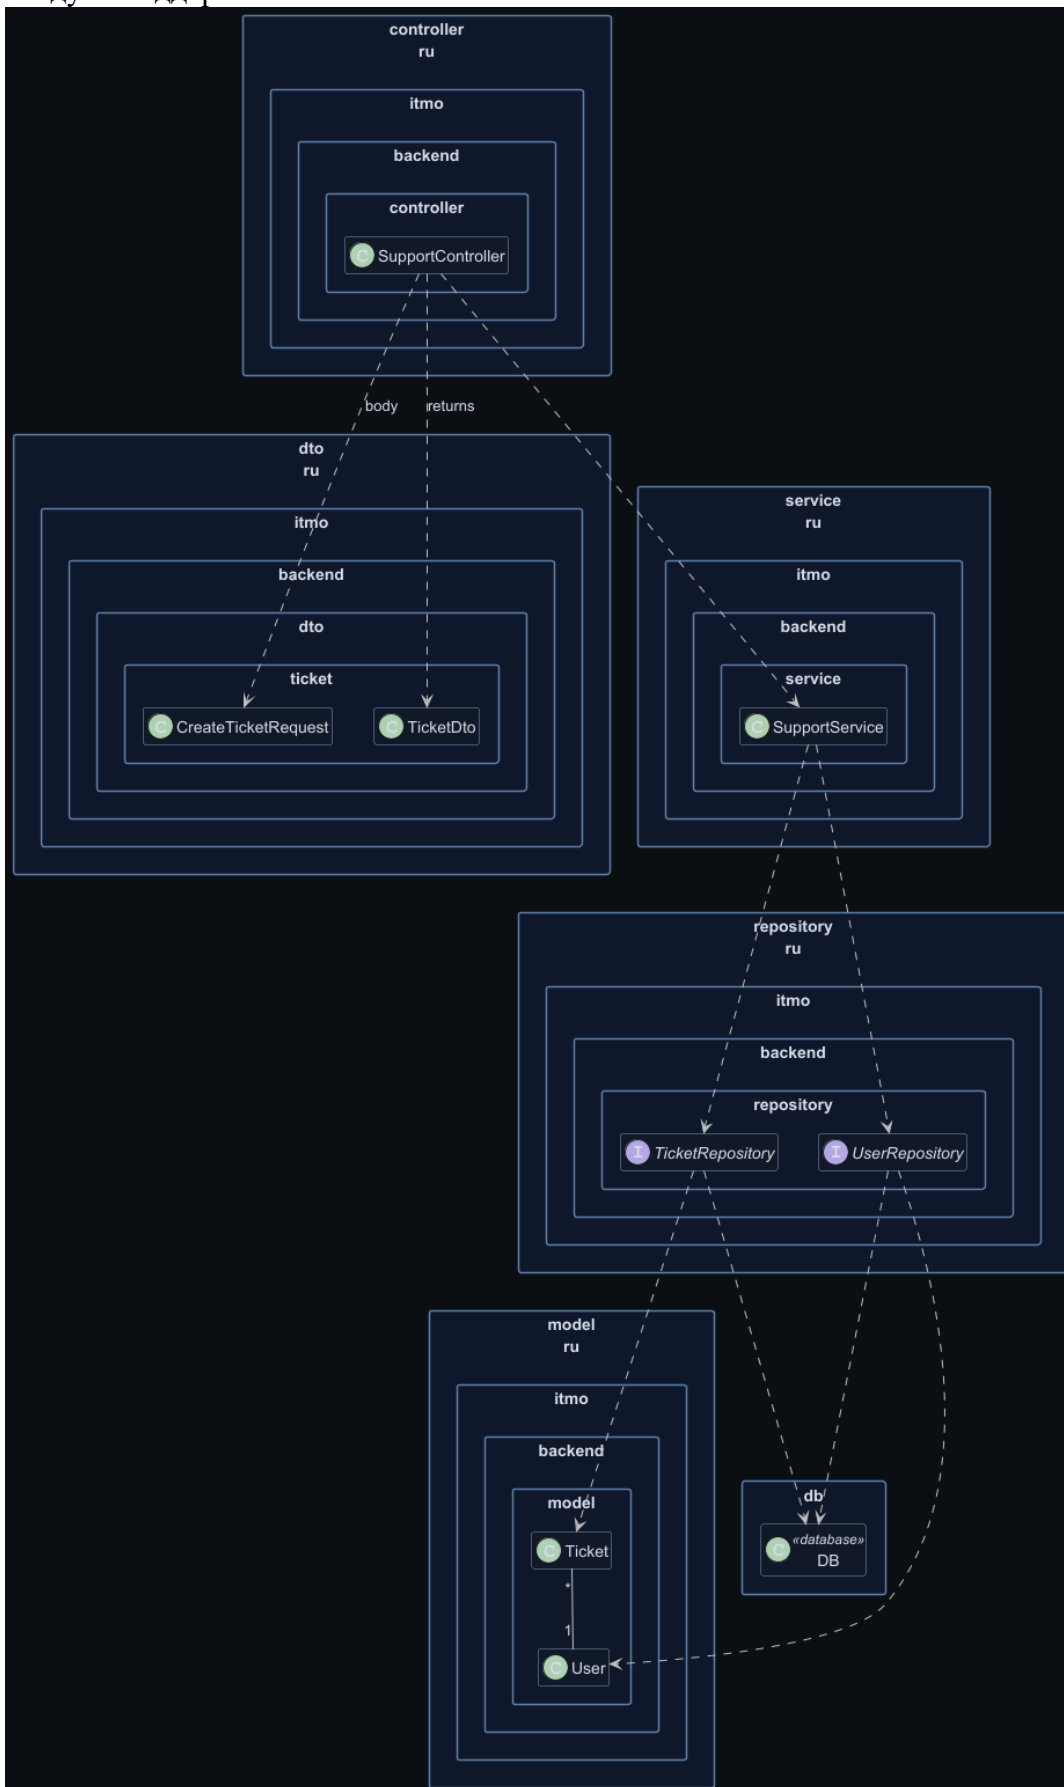 controller
ru
itmo
backend
controller
C SupportController
body
returns
dto
ru
itmo
backend
dto
ticket
C CreateTicketRequest
C TicketDto
service
ru
itmo
backend
service
C SupportService
repository
ru
itmo
backend
repository
I TicketRepository
I UserRepository
model
ru
itmo
backend
model
C Ticket
*
1
C User
db
C «database»
DB